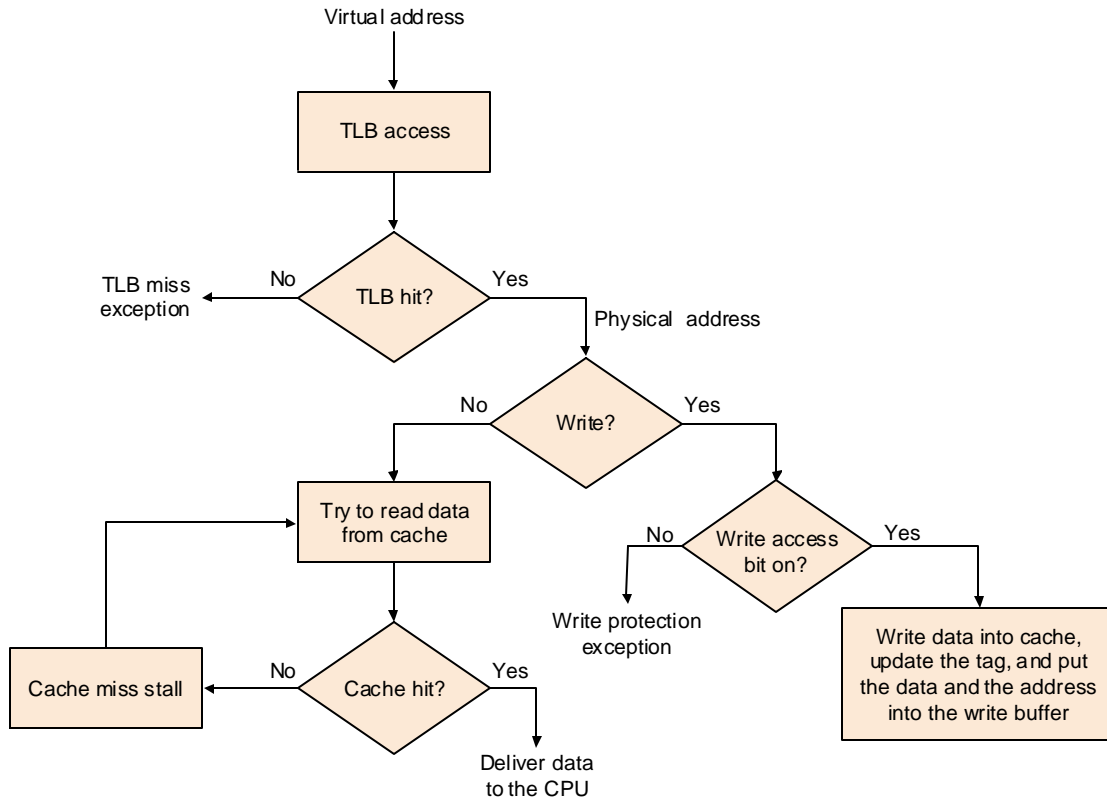 Virtual address
TLB access
No
Yes
TLB miss
exception
TLB hit?
Physical address
No
Yes
Write?
Try to read data
from cache
No
Yes
Write access
bit on?
Write protection
exception
Write data into cache,
update the tag, and put
the data and the address
into the write buffer
No
Yes
Cache miss stall
Cache hit?
Deliver data
to the CPU